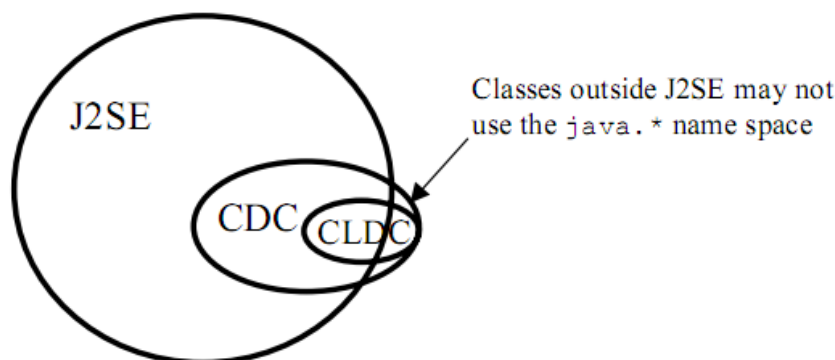 J2SE
Classes outside J2SE may not
use the java.* name space
CDC
CLDC